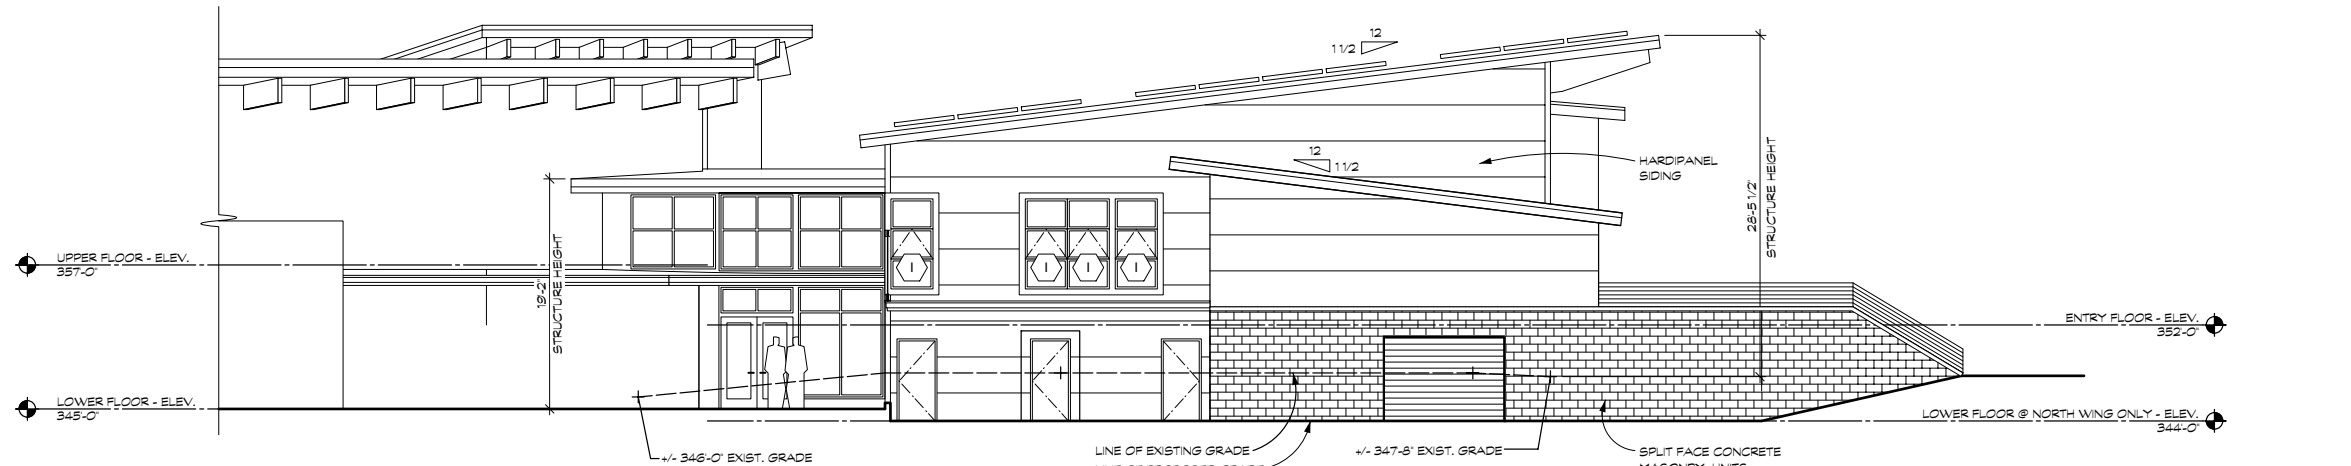 12
1 1/2
12
1 1/2
HARDIPANEL
SIDING
28'-5 1/2"
STRUCTURE HEIGHT
19'-2"
STRUCTURE HEIGHT
UPPER FLOOR - ELEV.
357'-0"
I
I
I
I
ENTRY FLOOR - ELEV.
352'-0"
LOWER FLOOR - ELEV.
345'-0"
LOWER FLOOR @ NORTH WING ONLY - ELEV.
344'-0"
+/- 346'-0" EXIST. GRADE
LINE OF EXISTING GRADE
+/- 347'-8" EXIST. GRADE
SPLIT FACE CONCRETE
MASONRY UNITS